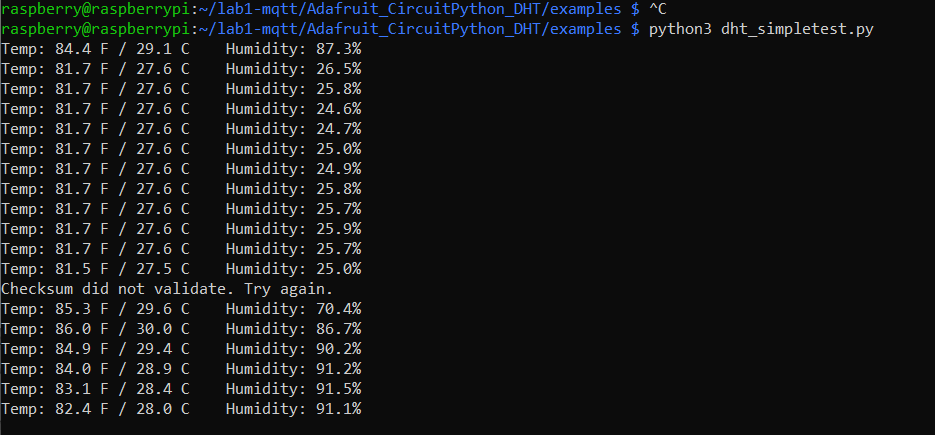 raspberry@raspberrypi:~/lab1-mqtt/Adafruit_CircuitPython_DHT/examples $ ^C
raspberry@raspberrypi:~/lab1-mqtt/Adafruit_CircuitPython_DHT/examples $ python3 dht_simpletest.py
Temp: 84.4 F / 29.1 C    Humidity: 87.3%
Temp: 81.7 F / 27.6 C    Humidity: 26.5%
Temp: 81.7 F / 27.6 C    Humidity: 25.8%
Temp: 81.7 F / 27.6 C    Humidity: 24.6%
Temp: 81.7 F / 27.6 C    Humidity: 24.7%
Temp: 81.7 F / 27.6 C    Humidity: 25.0%
Temp: 81.7 F / 27.6 C    Humidity: 24.9%
Temp: 81.7 F / 27.6 C    Humidity: 25.8%
Temp: 81.7 F / 27.6 C    Humidity: 25.7%
Temp: 81.7 F / 27.6 C    Humidity: 25.9%
Temp: 81.7 F / 27.6 C    Humidity: 25.7%
Temp: 81.5 F / 27.5 C    Humidity: 25.0%
Checksum did not validate. Try again.
Temp: 85.3 F / 29.6 C    Humidity: 70.4%
Temp: 86.0 F / 30.0 C    Humidity: 86.7%
Temp: 84.9 F / 29.4 C    Humidity: 90.2%
Temp: 84.0 F / 28.9 C    Humidity: 91.2%
Temp: 83.1 F / 28.4 C    Humidity: 91.5%
Temp: 82.4 F / 28.0 C    Humidity: 91.1%